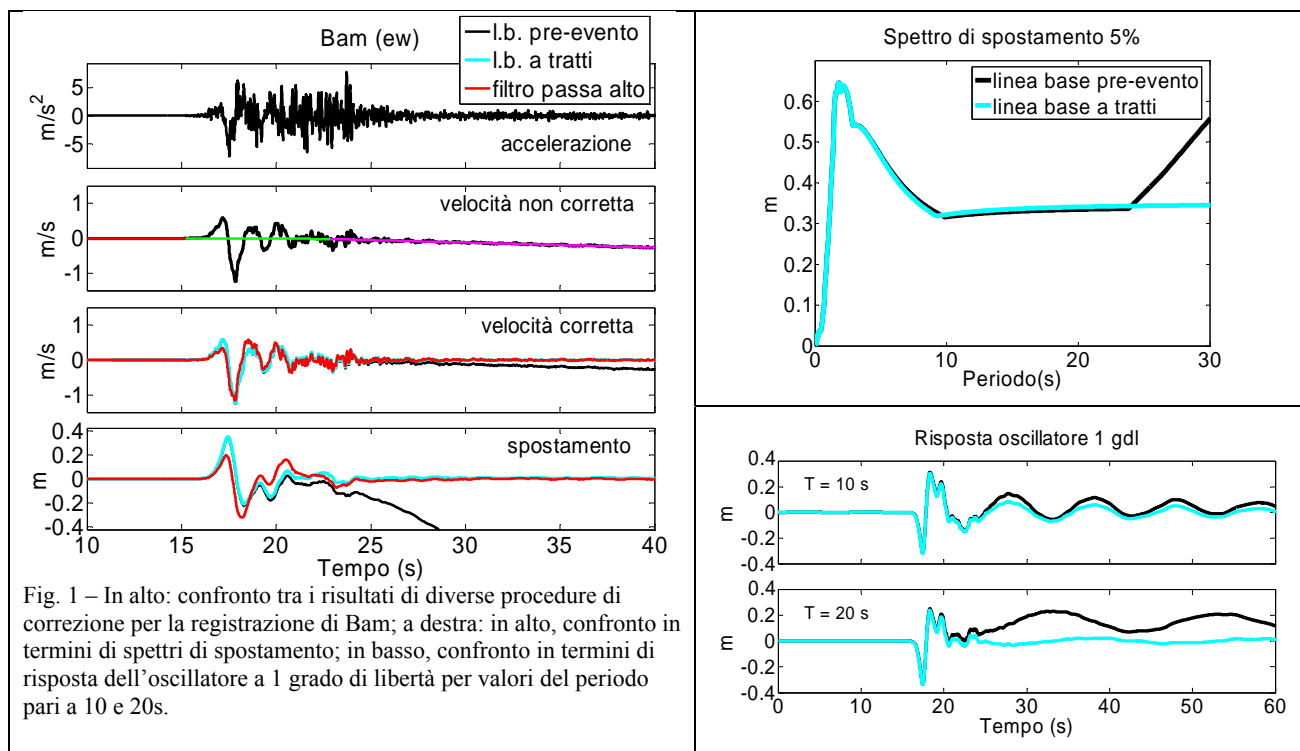 Bam (ew)
l.b. pre-evento
l.b. a tratti
filtro passa alto
5
0
-5
m/s²
accelerazione
1
0
-1
m/s
velocità non corretta
1
0
-1
m/s
velocità corretta
0.4
0.2
0
-0.2
-0.4
m
spostamento
10 15 20 25 30 35 40
Tempo (s)
Fig. 1 – In alto: confronto tra i risultati di diverse procedure di
correzione per la registrazione di Bam; a destra: in alto, confronto in
termini di spettri di spostamento; in basso, confronto in termini di
risposta dell'oscillatore a 1 grado di libertà per valori del periodo
pari a 10 e 20s.
Spettro di spostamento 5%
linea base pre-evento
linea base a tratti
0.6
0.5
0.4
0.3
0.2
0.1
0
m
0 10 20 30
Periodo(s)
Risposta oscillatore 1 gdl
0.4
0.2
0
-0.2
-0.4
m
T = 10 s
0.4
0.2
0
-0.2
-0.4
m
T = 20 s
0 10 20 30 40 50 60
Tempo (s)